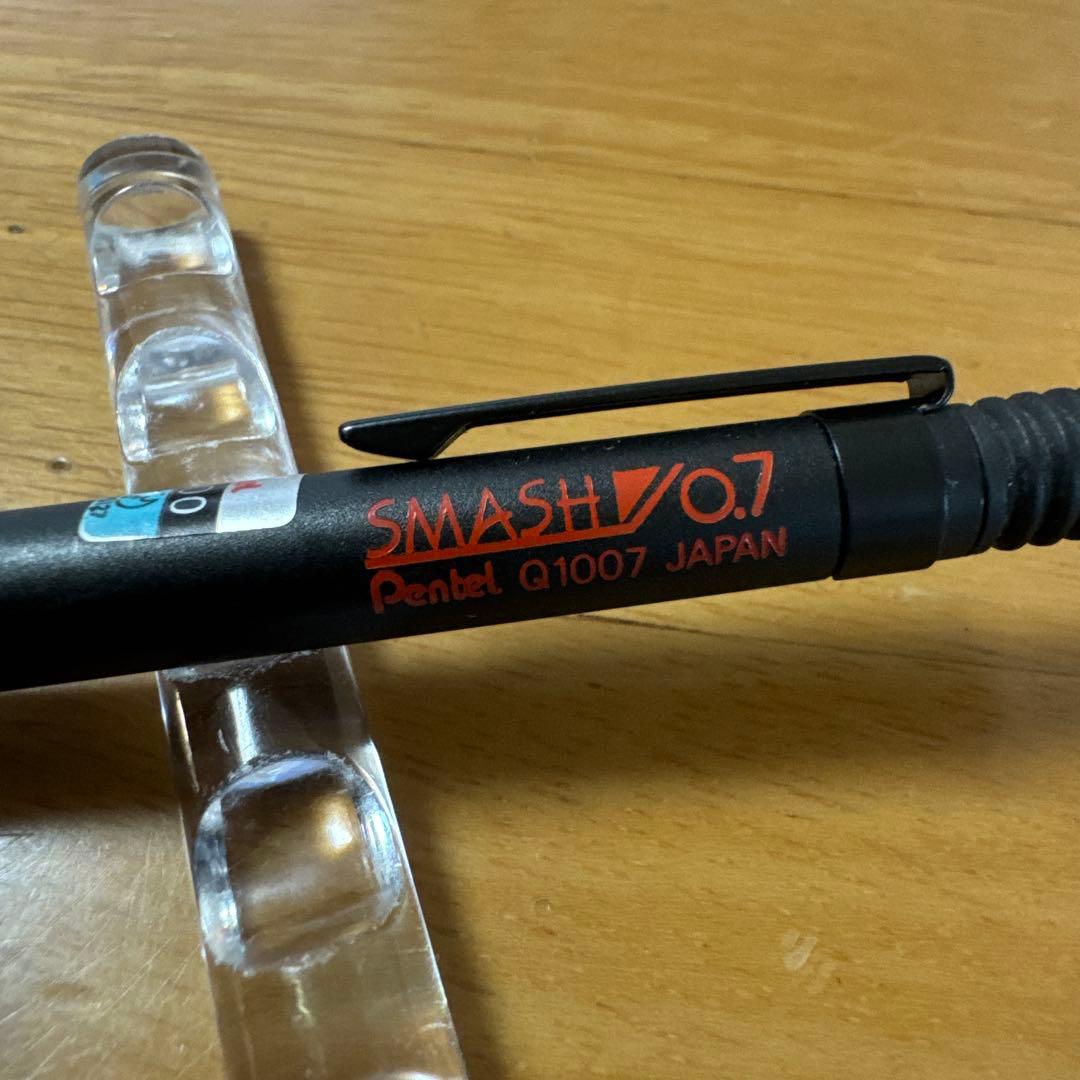 SMASH 0.7
Pentel Q1007 JAPAN